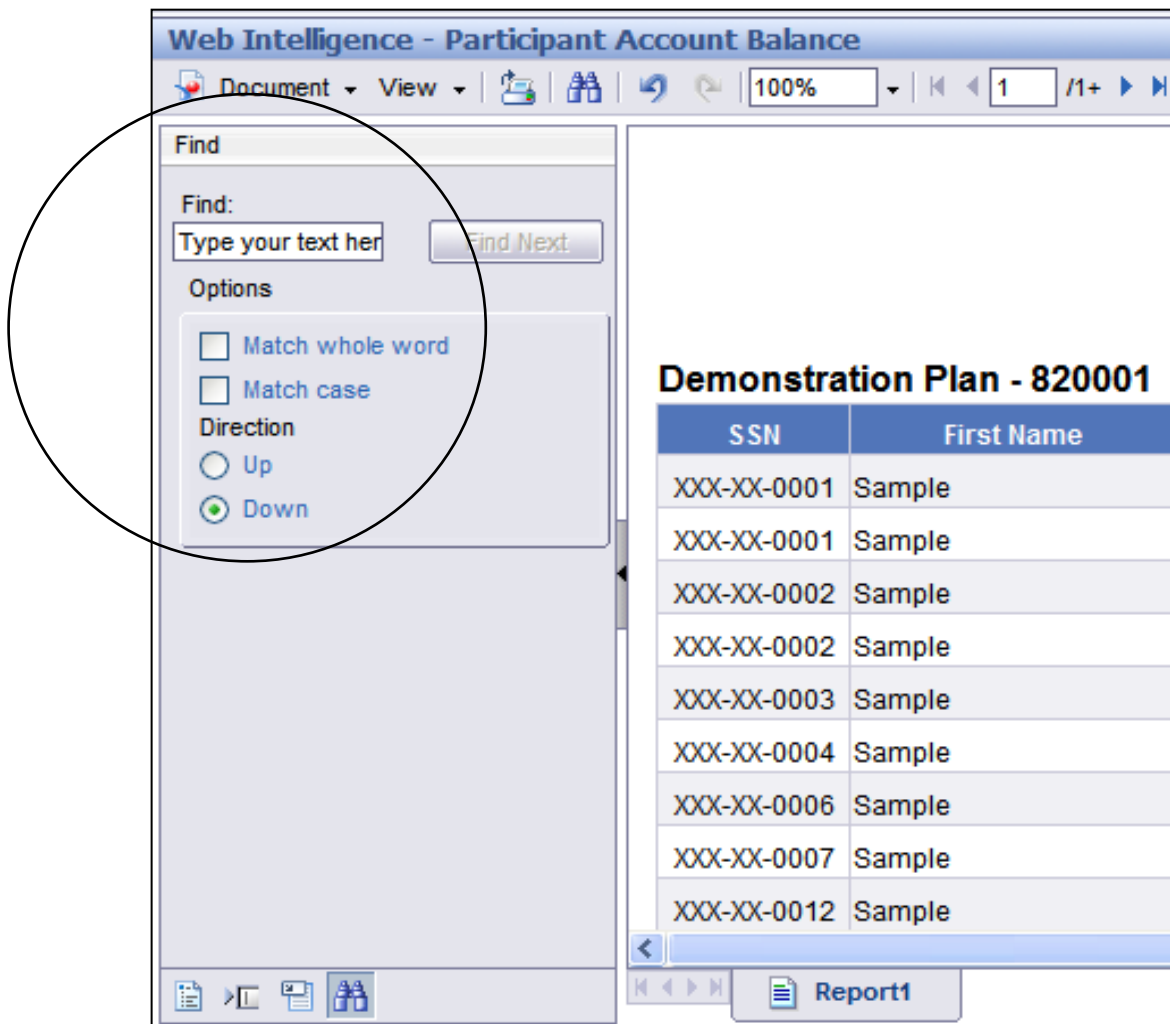 Web Intelligence - Participant Account Balance
Document View 100% 1 /1+
Find
Find:
Type your text her Find Next
Options
Match whole word
Match case
Direction
Up
Down
Demonstration Plan - 820001
SSN First Name
XXX-XX-0001 Sample
XXX-XX-0001 Sample
XXX-XX-0002 Sample
XXX-XX-0002 Sample
XXX-XX-0003 Sample
XXX-XX-0004 Sample
XXX-XX-0006 Sample
XXX-XX-0007 Sample
XXX-XX-0012 Sample
Report1